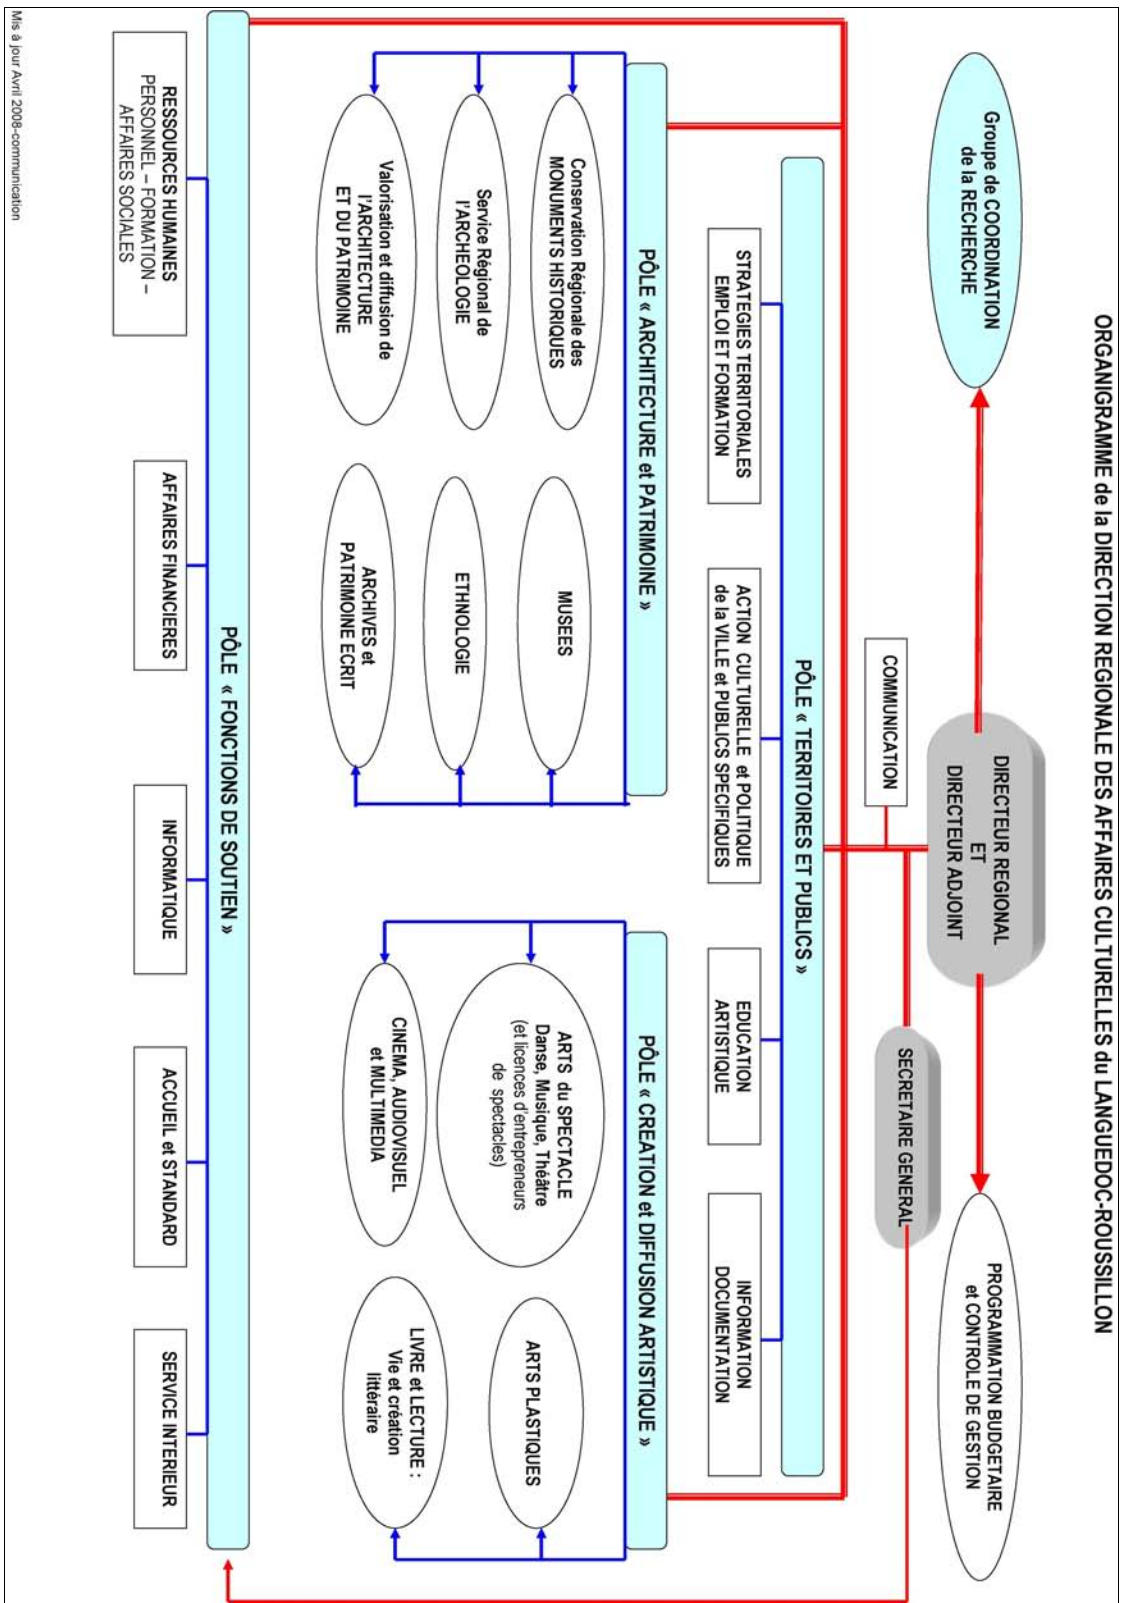 ORGANIGRAMME de la DIRECTION REGIONALE DES AFFAIRES CULTURELLES du LANGUEDOC-ROUSSILLON
Groupe de COORDINATION
de la RECHERCHE
DIRECTEUR REGIONAL
ET
DIRECTEUR ADJOINT
PROGRAMMATION BUDGETAIRE
et CONTROLE DE GESTION
SECRETAIRE GENERAL
COMMUNICATION
PÔLE « TERRITOIRES ET PUBLICS »
STRATEGIES TERRITORIALES
EMPLOI ET FORMATION
ACTION CULTURELLE et POLITIQUE
de la VILLE et PUBLICS SPECIFIQUES
EDUCATION
ARTISTIQUE
INFORMATION
DOCUMENTATION
PÔLE « ARCHITECTURE et PATRIMOINE »
Conservation Régionale des
MONUMENTS HISTORIQUES
Service Régional de
l'ARCHEOLOGIE
Valorisation et diffusion de
l'ARCHITECTURE
ET DU PATRIMOINE
MUSEES
ETHNOLOGIE
ARCHIVES et
PATRIMOINE ECRIT
PÔLE « CREATION et DIFFUSION ARTISTIQUE »
ARTS du SPECTACLE
Danse, Musique, Théâtre
(et licences d'entrepreneurs
de spectacles)
CINEMA, AUDIOVISUEL
et MULTIMEDIA
ARTS PLASTIQUES
LIVRE et LECTURE :
Vie et création
littéraire
PÔLE « FONCTIONS DE SOUTIEN »
RESSOURCES HUMAINES
PERSONNEL – FORMATION –
AFFAIRES SOCIALES
AFFAIRES FINANCIERES
INFORMATIQUE
ACCUEIL et STANDARD
SERVICE INTERIEUR
Mis à jour Avril 2008-communication